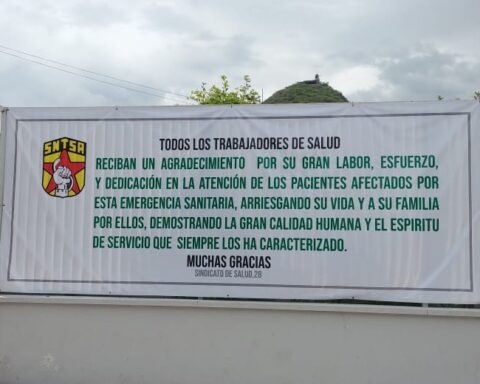 SNTSA
TODOS LOS TRABAJADORES DE SALUD
RECIBAN UN AGRADECIMIENTO POR SU GRAN LABOR, ESFUERZO,
Y DEDICACIÓN EN LA ATENCIÓN DE LOS PACIENTES AFECTADOS POR
ESTA EMERGENCIA SANITARIA, ARRIESGANDO SU VIDA Y A SU FAMILIA
POR ELLOS, DEMOSTRANDO LA GRAN CALIDAD HUMANA Y EL ESPIRITU
DE SERVICIO QUE SIEMPRE LOS HA CARACTERIZADO.
MUCHAS GRACIAS
SINDICATO DE SALUD,28